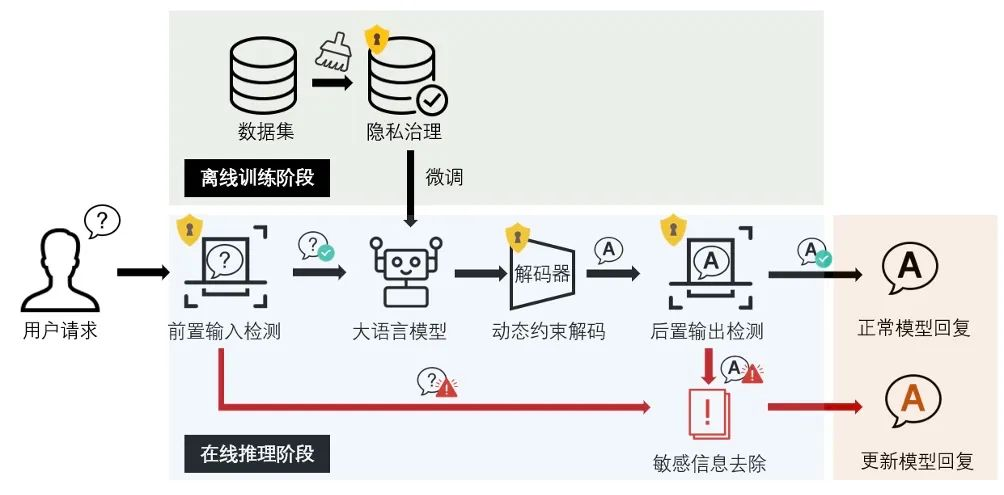 数据集
隐私治理
离线训练阶段
微调
?
?
?
A
A
A
A
解码器
用户请求
前置输入检测
大语言模型
动态约束解码
后置输出检测
正常模型回复
?
A
!
A
在线推理阶段
敏感信息去除
更新模型回复